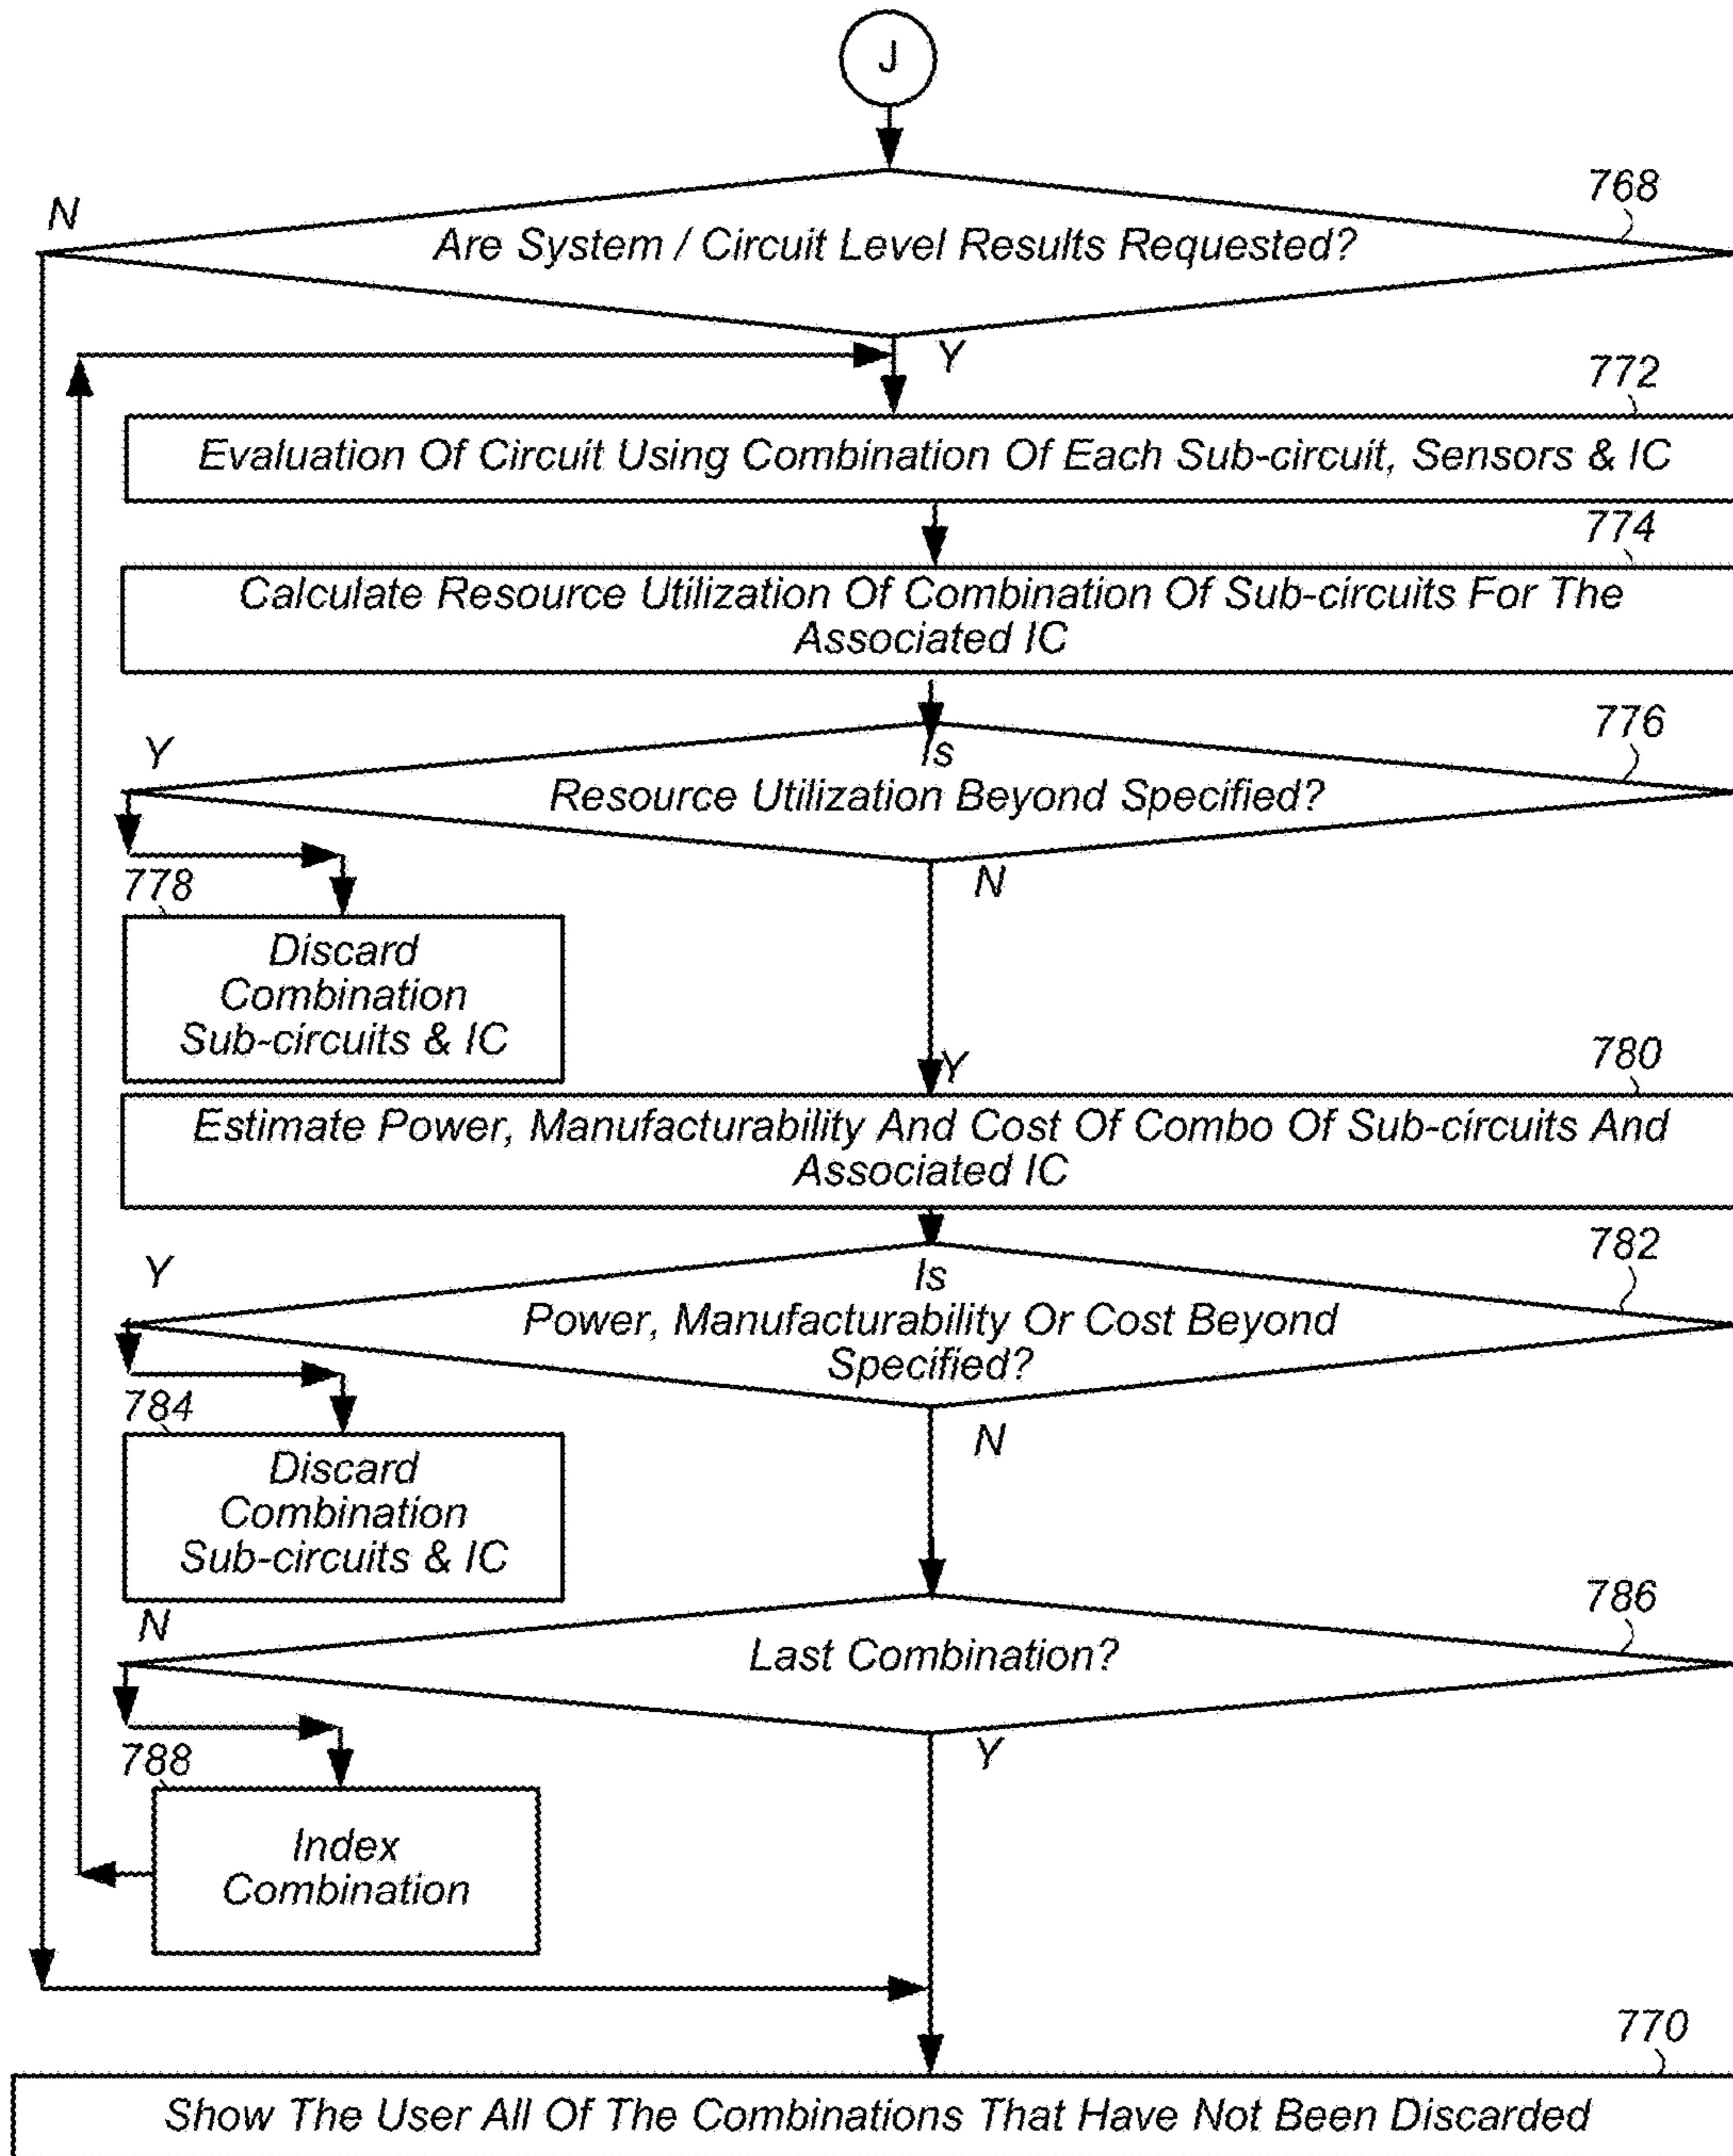 J
768
N
Are System / Circuit Level Results Requested?
Y
772
Evaluation Of Circuit Using Combination Of Each Sub-circuit, Sensors & IC
774
Calculate Resource Utilization Of Combination Of Sub-circuits For The
Associated IC
776
Y
Is
Resource Utilization Beyond Specified?
778
N
Discard
Combination
Sub-circuits & IC
Y
780
Estimate Power, Manufacturability And Cost Of Combo Of Sub-circuits And
Associated IC
782
Y
Is
Power, Manufacturability Or Cost Beyond
Specified?
784
N
Discard
Combination
Sub-circuits & IC
786
N
Last Combination?
788
Y
Index
Combination
770
Show The User All Of The Combinations That Have Not Been Discarded